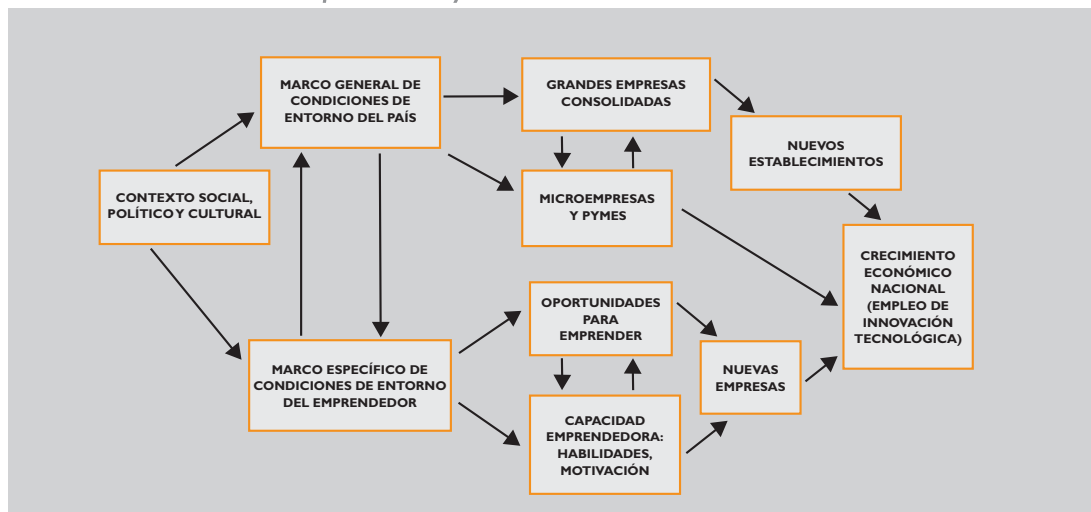 MARCO GENERAL DE
CONDICIONES DE
ENTORNO DEL PAÍS
GRANDES EMPRESAS
CONSOLIDADAS
NUEVOS
ESTABLECIMIENTOS
CONTEXTO SOCIAL,
POLÍTICO Y CULTURAL
MICROEMPRESAS
Y PYMES
CRECIMIENTO
ECONÓMICO
NACIONAL
(EMPLEO DE
INNOVACIÓN
TECNOLÓGICA)
OPORTUNIDADES
PARA
EMPRENDER
MARCO ESPECÍFICO DE
CONDICIONES DE ENTORNO
DEL EMPRENDEDOR
NUEVAS
EMPRESAS
CAPACIDAD
EMPRENDEDORA:
HABILIDADES,
MOTIVACIÓN